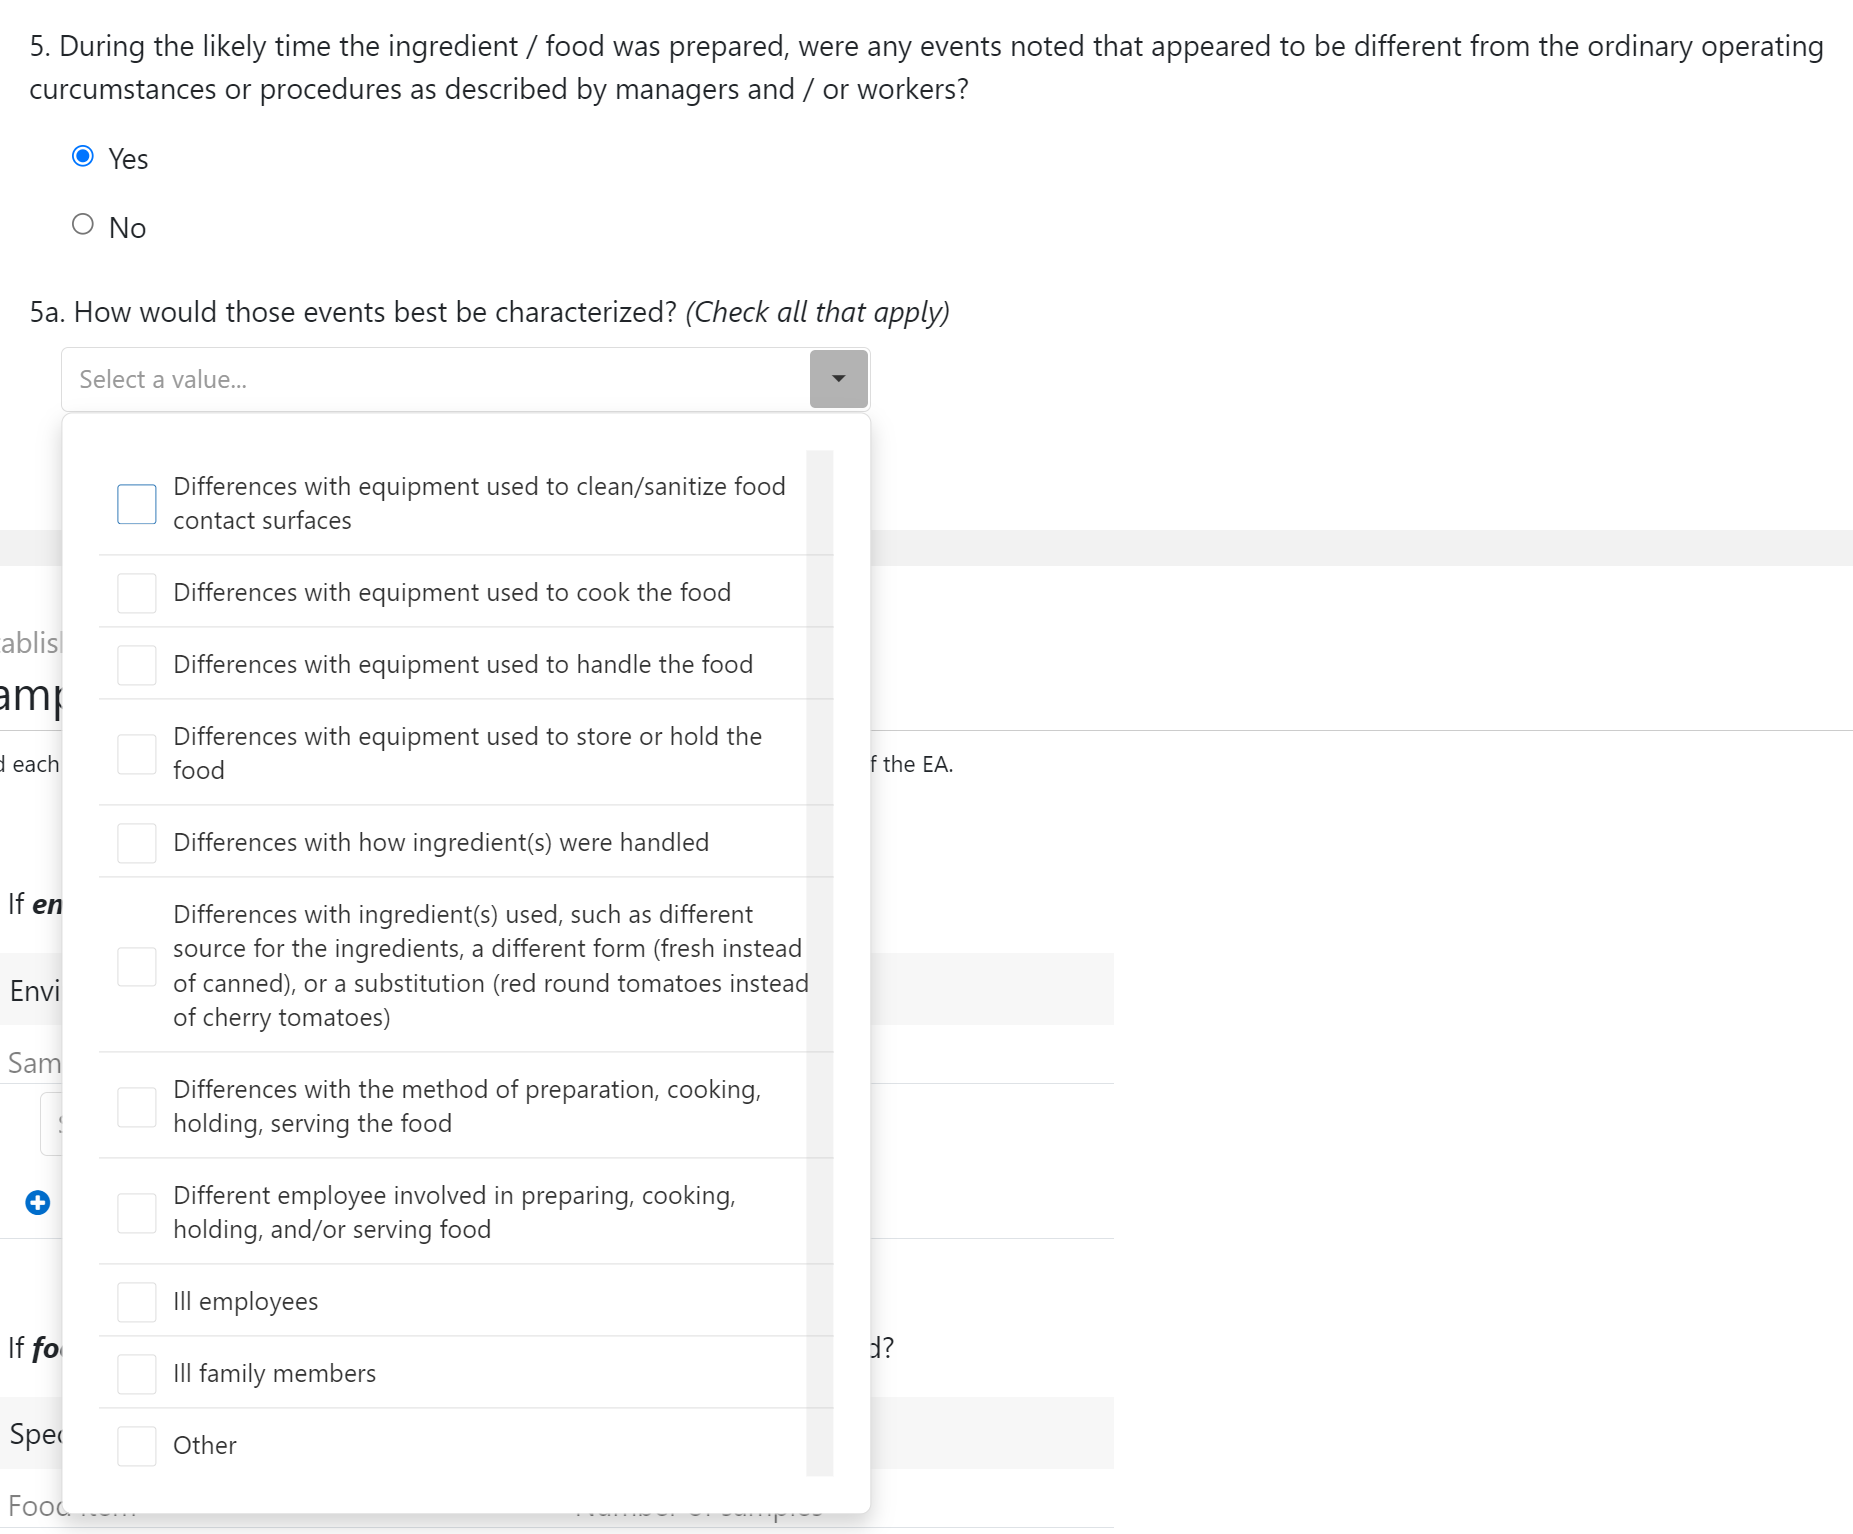 5. During the likely time the ingredient / food was prepared, were any events noted that appeared to be different from the ordinary operating
curcumstances or procedures as described by managers and / or workers?
Yes
No
5a. How would those events best be characterized? (Check all that apply)
Select a value...
Differences with equipment used to clean/sanitize food
contact surfaces
Differences with equipment used to cook the food
Differences with equipment used to handle the food
Differences with equipment used to store or hold the
food
each
f the EA.
Differences with how ingredient(s) were handled
If
Differences with ingredient(s) used, such as different
source for the ingredients, a different form (fresh instead
of canned), or a substitution (red round tomatoes instead
of cherry tomatoes)
Envi
Sam
Differences with the method of preparation, cooking,
holding, serving the food
Different employee involved in preparing, cooking,
holding, and/or serving food
Ill employees
If
d?
Ill family members
Other
Spec